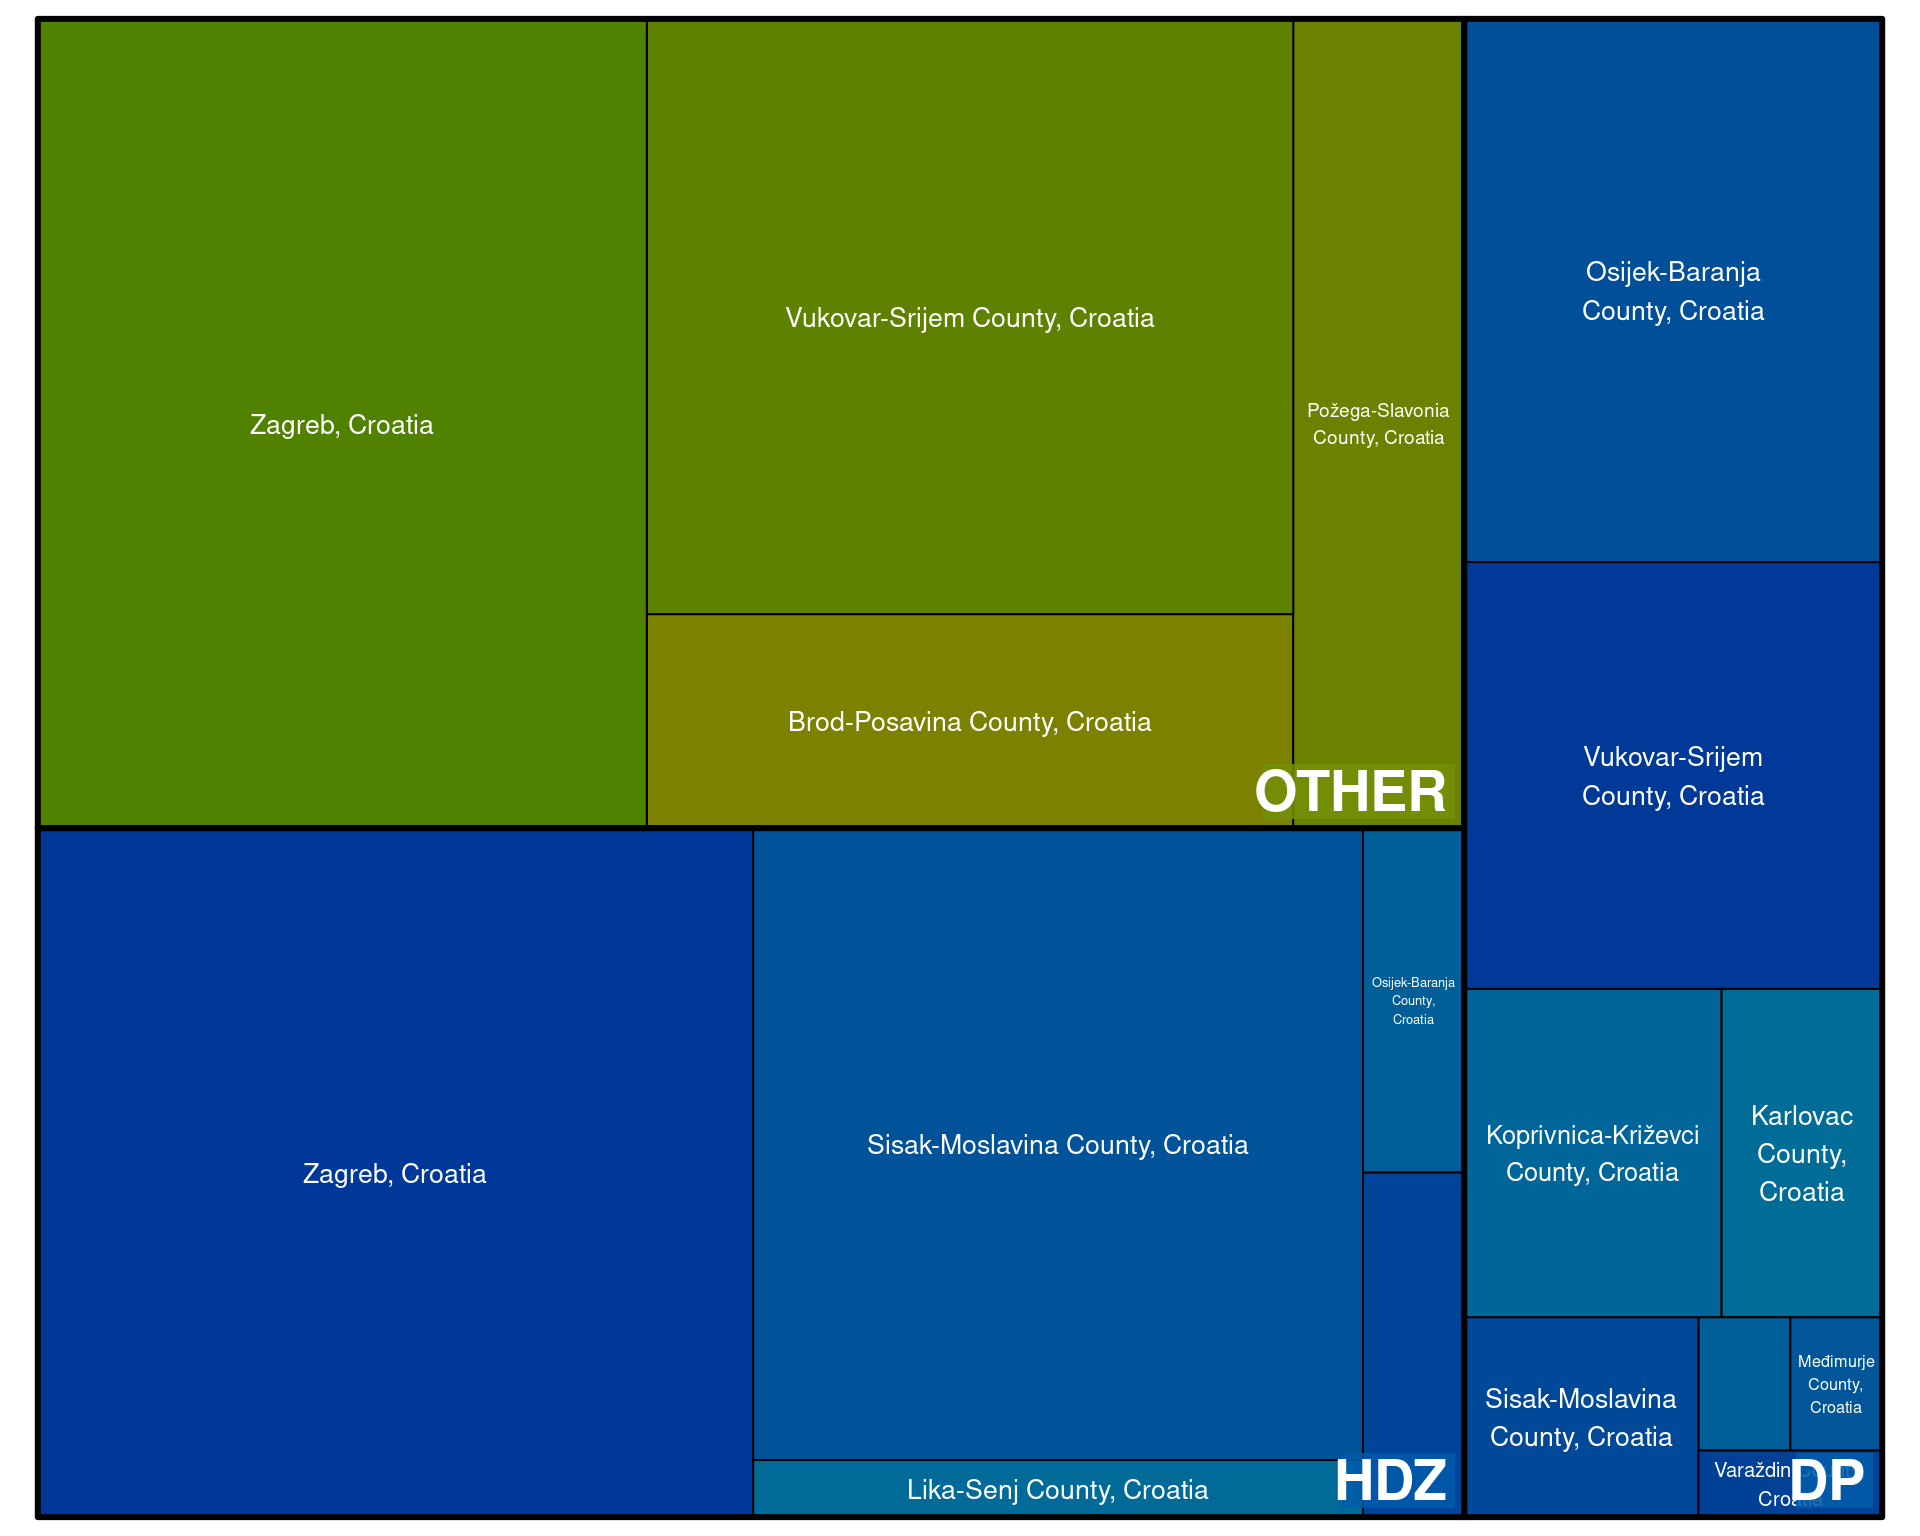 Zagreb, Croatia
Vukovar-Srijem County, Croatia
Požega-Slavonia
County, Croatia
Brod-Posavina County, Croatia
OTHER
Osijek-Baranja
County, Croatia
Vukovar-Srijem
County, Croatia
Zagreb, Croatia
Sisak-Moslavina County, Croatia
Osijek-Baranja
County,
Croatia
Lika-Senj County, Croatia
HDZ
Koprivnica-Križevci
County, Croatia
Karlovac
County,
Croatia
Sisak-Moslavina
County, Croatia
Međimurje
County,
Croatia
Varaždin
Croatia
DP